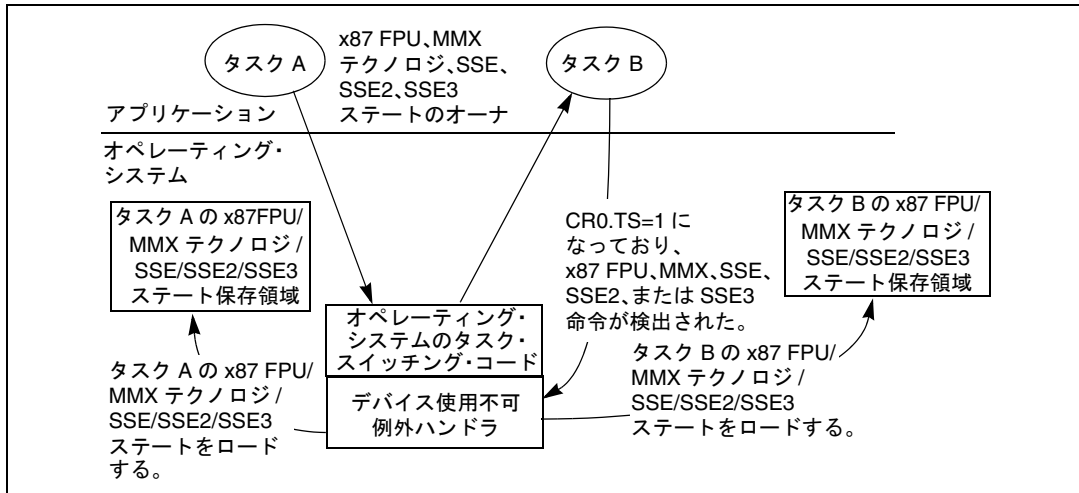 タスク A
x87 FPU、MMX
テクノロジ、SSE、
SSE2、SSE3
ステートのオーナ
タスク B
アプリケーション
オペレーティング・
システム
タスク A の x87FPU/
MMX テクノロジ /
SSE/SSE2/SSE3
ステート保存領域
CR0.TS=1 に
なっており、
x87 FPU、MMX、SSE、
SSE2、または SSE3
命令が検出された。
タスク B の x87 FPU/
MMX テクノロジ /
SSE/SSE2/SSE3
ステート保存領域
オペレーティング・
システムのタスク・
スイッチング・コード
タスク A の x87 FPU/
MMX テクノロジ /
SSE/SSE2/SSE3
ステートをロード
する。
デバイス使用不可
例外ハンドラ
タスク B の x87 FPU/
MMX テクノロジ /
SSE/SSE2/SSE3
ステートをロードする。